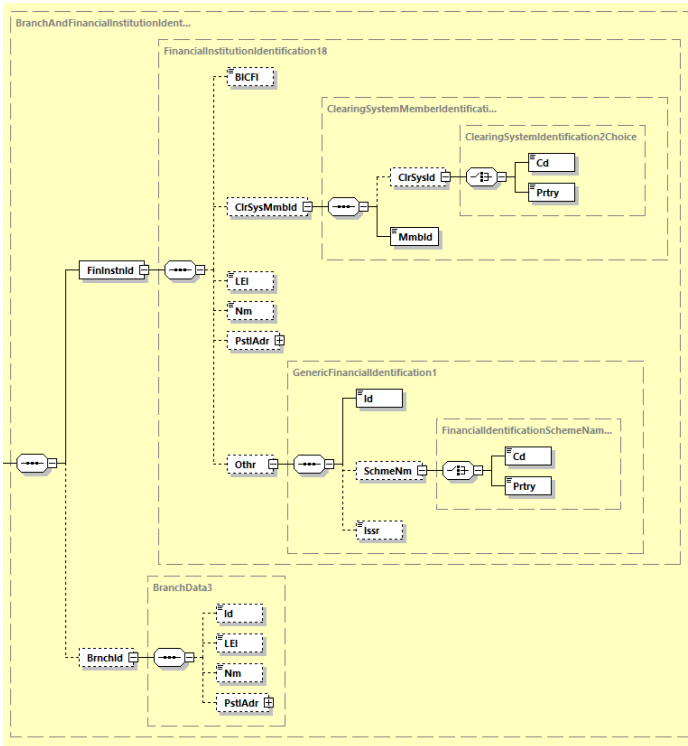 BranchAndFinancialInstitutionIdent...
FinancialInstitutionIdentification18
BICFI
ClearingSystemMemberIdentificati...
ClearingSystemIdentification2Choice
Cd
ClrSysId
Prtry
ClrSysMmbId
MmbId
FinInstnId
LEI
Nm
PstlAdr
GenericFinancialIdentification1
Id
FinancialIdentificationSchemeNam...
Cd
Othr
SchmeNm
Prtry
Issr
BranchData3
Id
LEI
BrnchId
Nm
PstlAdr